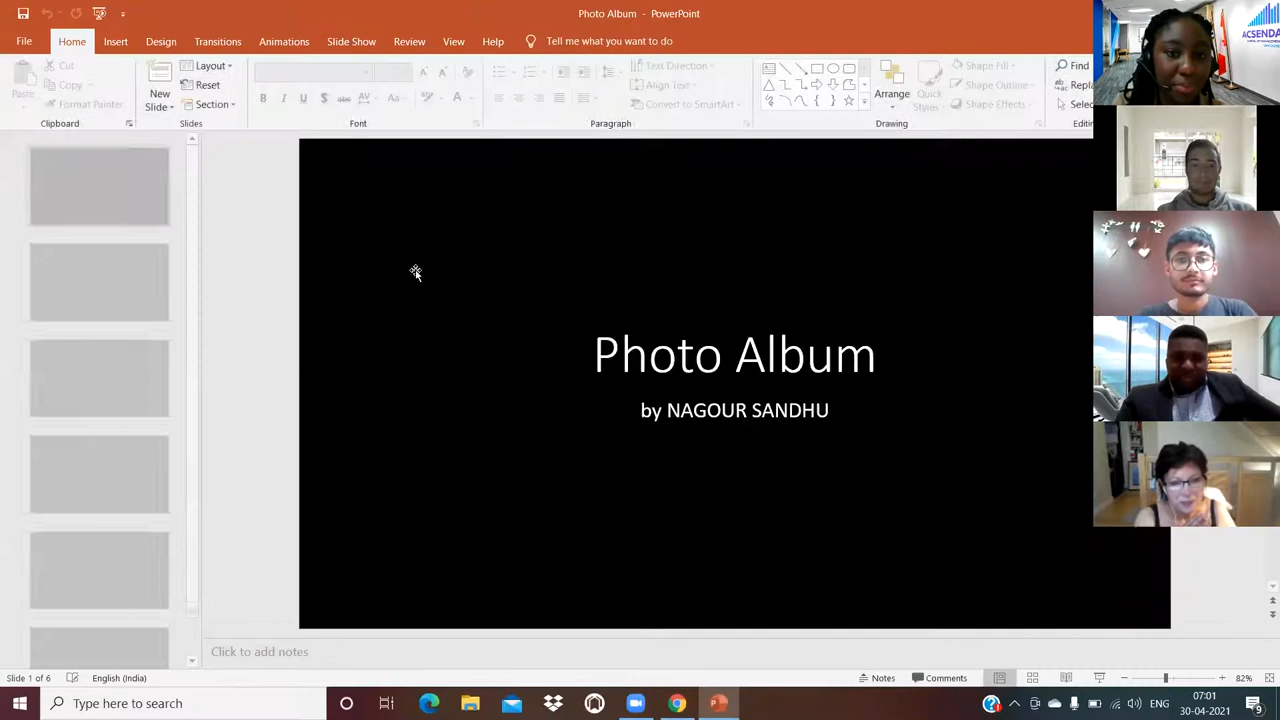 Photo Album - PowerPoint
File Home Insert Design Transitions Animations Slide Show Review View Help Tell me what you want to do
Paste
Cut
Copy
Format Painter
Clipboard
New Slide
Layout
Reset
Section
Slides
Font
Text Direction
Align Text
Convert to SmartArt
Paragraph
Arrange
Quick Styles
Shape Fill
Shape Outline
Shape Effects
Drawing
Find
Editing
ACSENDA
Photo Album
by NAGOUR SANDHU
Click to add notes
Slide 1 of 6 English (India) Notes Comments 82%
Type here to search
ENG
07:01
30-04-2021
9